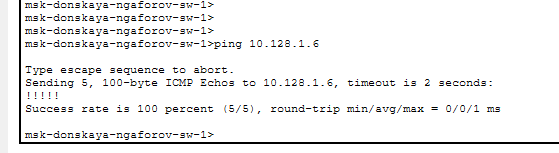 msk-donskaya-ngaforov-sw-1>
msk-donskaya-ngaforov-sw-1>
msk-donskaya-ngaforov-sw-1>
msk-donskaya-ngaforov-sw-1>ping 10.128.1.6
Type escape sequence to abort.
Sending 5, 100-byte ICMP Echos to 10.128.1.6, timeout is 2 seconds:
!!!!!
Success rate is 100 percent (5/5), round-trip min/avg/max = 0/0/1 ms
msk-donskaya-ngaforov-sw-1>